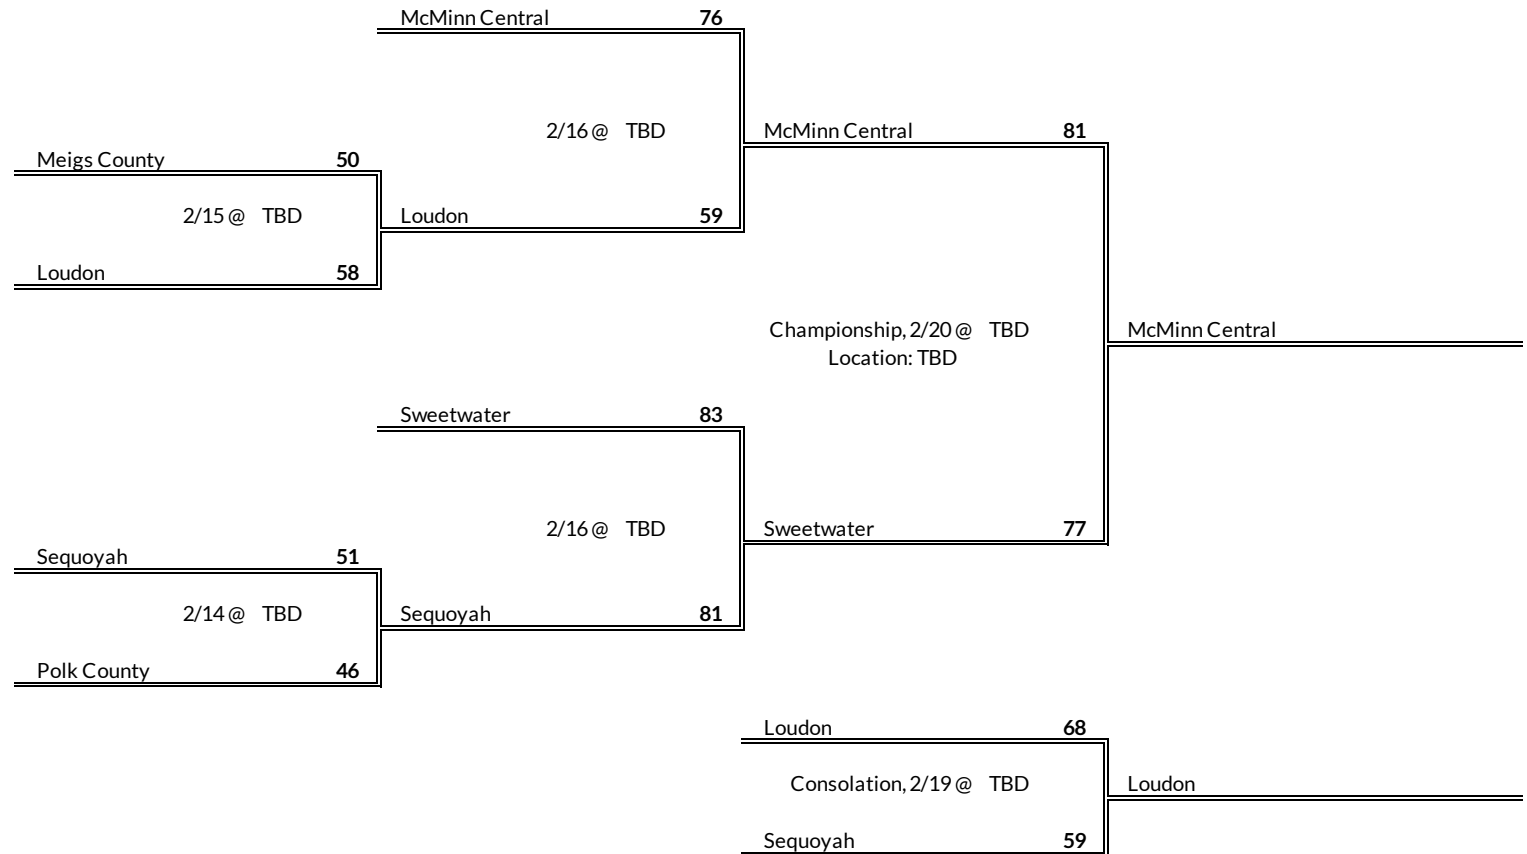 McMinn Central 76
2/16 @ TBD
McMinn Central 81
Meigs County 50
2/15 @ TBD
Loudon 59
Loudon 58
Championship, 2/20 @ TBD
Location: TBD
McMinn Central
Sweetwater 83
2/16 @ TBD
Sweetwater 77
Sequoyah 51
2/14 @ TBD
Sequoyah 81
Polk County 46
Loudon 68
Consolation, 2/19 @ TBD
Loudon
Sequoyah 59